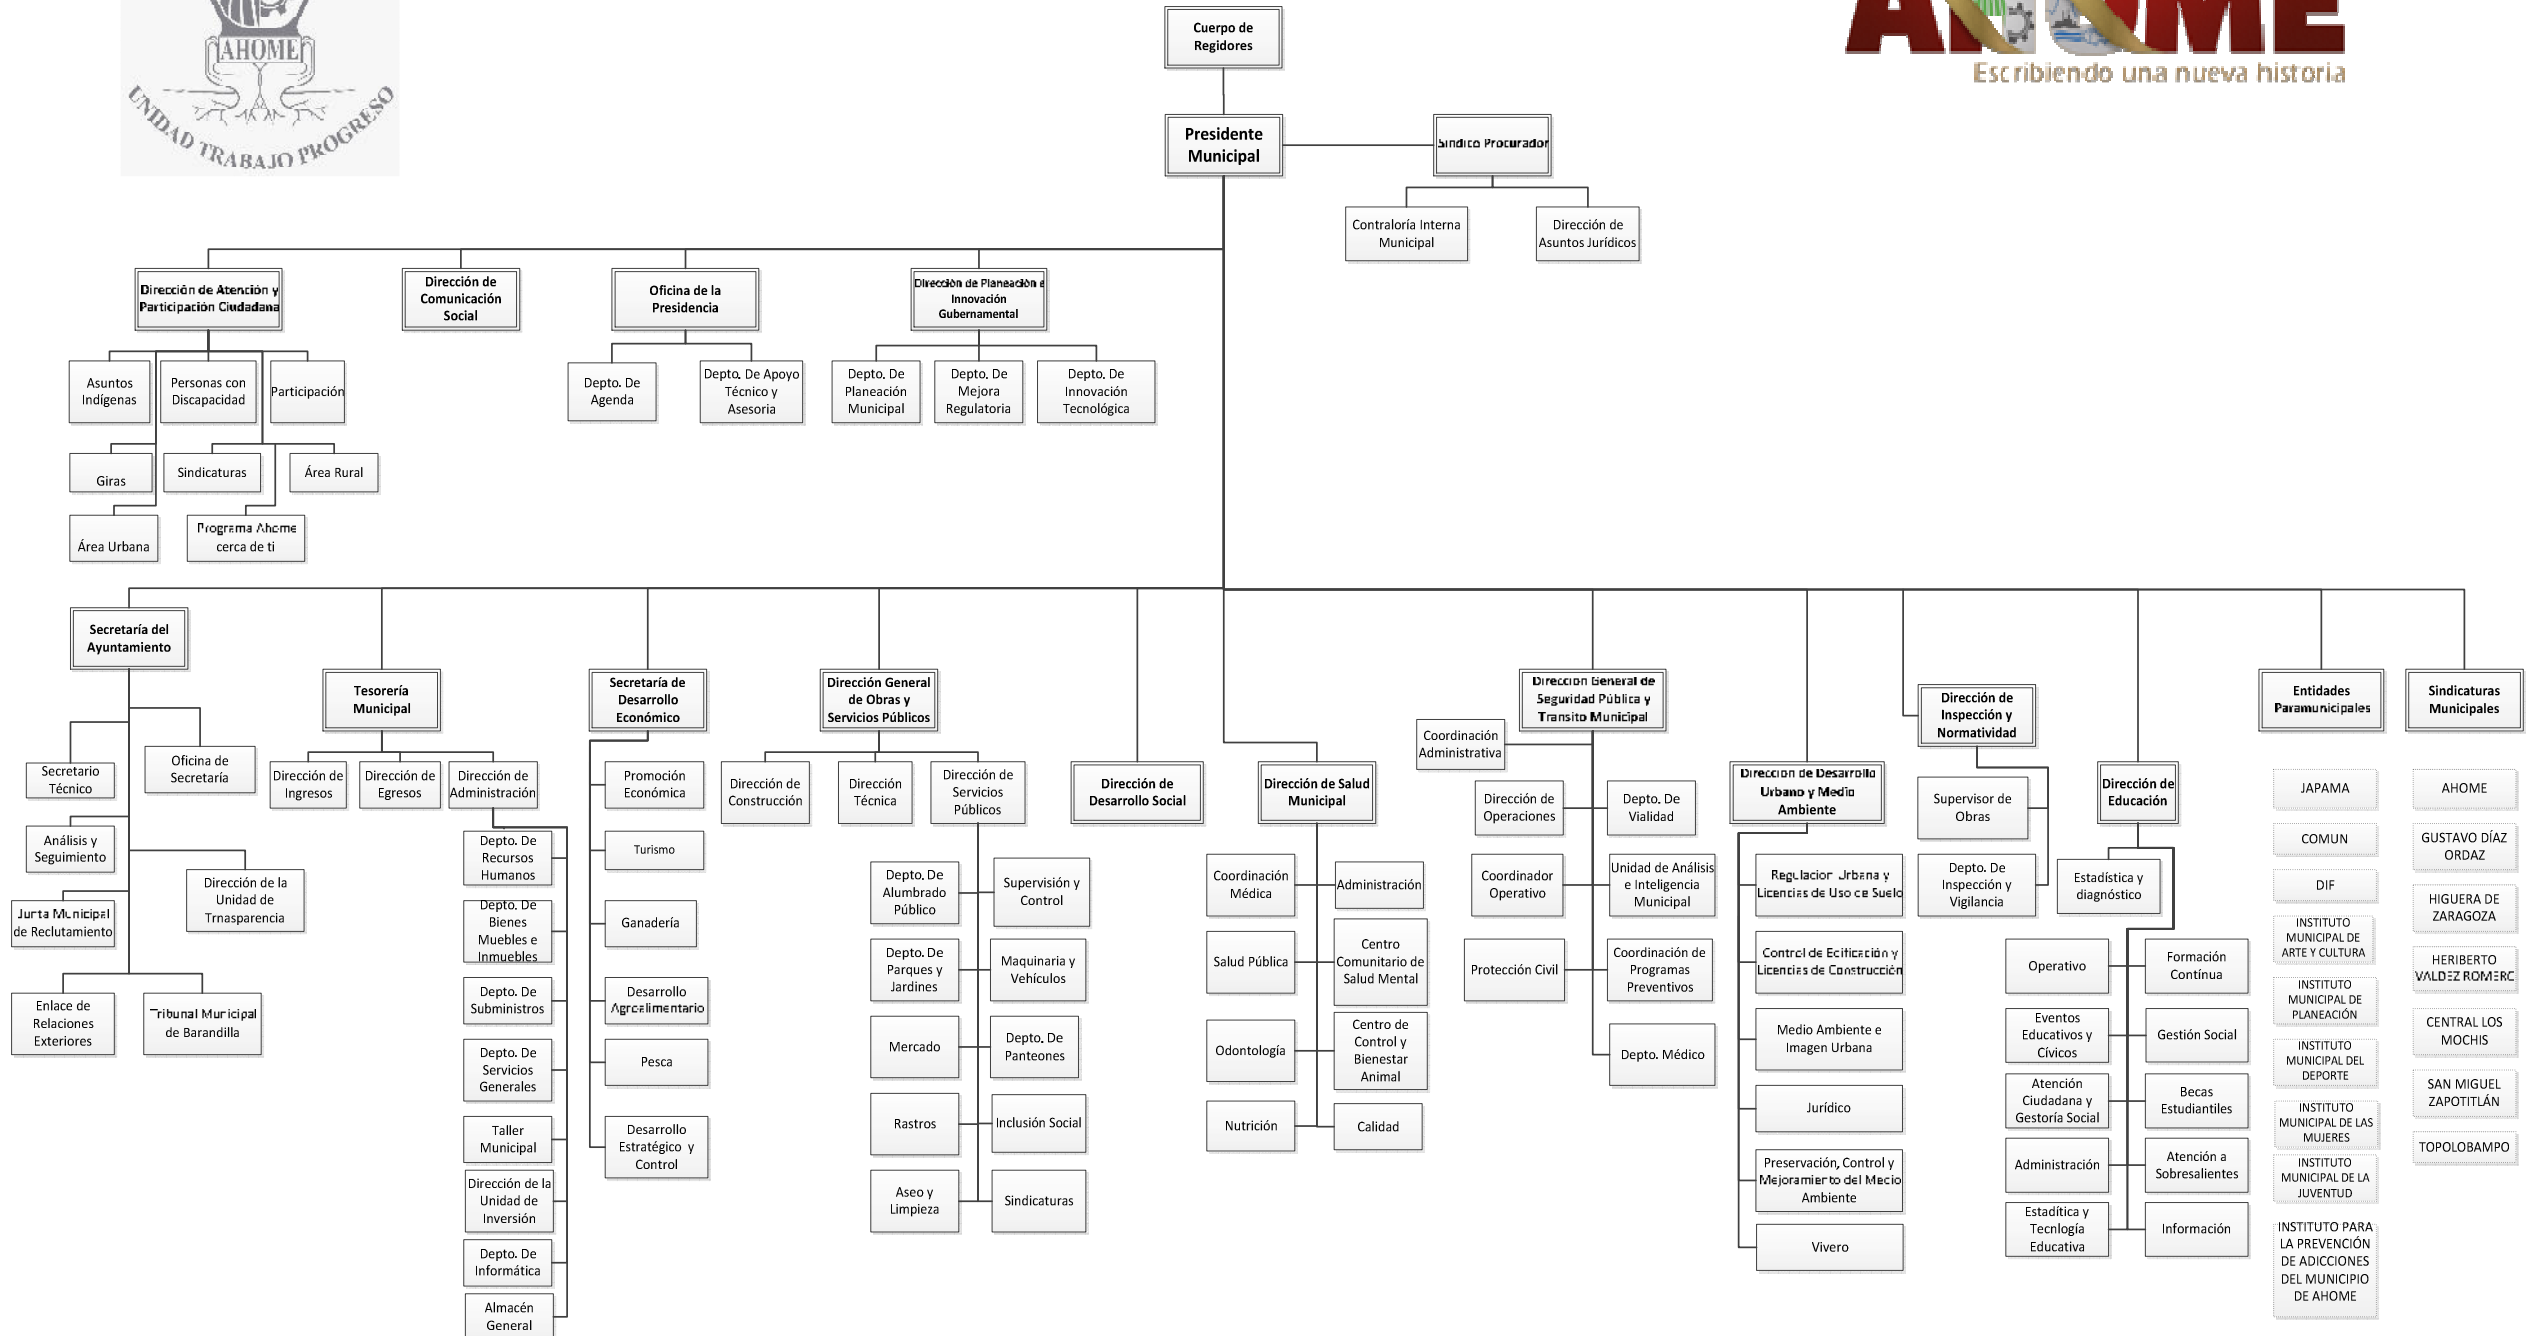 AHOME
UNIDAD TRABAJO PROGRESO
AHOME
Escribiendo una nueva historia
Cuerpo de
Regidores
Presidente
Municipal
Síndico Procurador
Contraloría Interna
Municipal
Dirección de
Asuntos Jurídicos
Dirección de Atención y
Participación Ciudadana
Dirección de
Comunicación
Social
Oficina de la
Presidencia
Dirección de Planeación e
Innovación
Gubernamental
Asuntos
Indígenas
Personas con
Discapacidad
Participación
Depto. De
Agenda
Depto. De Apoyo
Técnico y
Asesoria
Depto. De
Planeación
Municipal
Depto. De
Mejora
Regulatoria
Depto. De
Innovación
Tecnológica
Giras
Sindicaturas
Área Rural
Área Urbana
Programa Ahome
cerca de ti
Secretaría del
Ayuntamiento
Secretario
Técnico
Oficina de
Secretaría
Análisis y
Seguimiento
Dirección de la
Unidad de
Trnasparencia
Junta Municipal
de Reclutamiento
Enlace de
Relaciones
Exteriores
Tribunal Municipal
de Barandilla
Tesorería
Municipal
Dirección de
Ingresos
Dirección de
Egresos
Dirección de
Administración
Depto. De
Recursos
Humanos
Depto. De
Bienes
Muebles e
Inmuebles
Depto. De
Subministros
Depto. De
Servicios
Generales
Taller
Municipal
Dirección de la
Unidad de
Inversión
Depto. De
Informática
Almacén
General
Secretaría de
Desarrollo
Económico
Promoción
Económica
Turismo
Ganadería
Desarrollo
Agroalimentario
Pesca
Desarrollo
Estratégico y
Control
Dirección General
de Obras y
Servicios Públicos
Dirección de
Construcción
Dirección
Técnica
Dirección de
Servicios
Públicos
Depto. De
Alumbrado
Público
Supervisión y
Control
Depto. De
Parques y
Jardines
Maquinaria y
Vehículos
Mercado
Depto. De
Panteones
Rastros
Inclusión Social
Aseo y
Limpieza
Sindicaturas
Dirección de
Desarrollo Social
Dirección de Salud
Municipal
Coordinación
Médica
Administración
Salud Pública
Centro
Comunitario de
Salud Mental
Odontología
Centro de
Control y
Bienestar
Animal
Nutrición
Calidad
Dirección General de
Seguridad Pública y
Transito Municipal
Coordinación
Administrativa
Dirección de
Operaciones
Depto. De
Vialidad
Coordinador
Operativo
Unidad de Análisis
e Inteligencia
Municipal
Protección Civil
Coordinación de
Programas
Preventivos
Depto. Médico
Dirección de Desarrollo
Urbano y Medio
Ambiente
Regulacion Urbana y
Licencias de Uso de Suelo
Control de Edificación y
Licencias de Construcción
Medio Ambiente e
Imagen Urbana
Jurídico
Preservación, Control y
Mejoramiento del Medio
Ambiente
Vivero
Dirección de
Inspección y
Normatividad
Supervisor de
Obras
Depto. De
Inspección y
Vigilancia
Dirección de
Educación
Estadística y
diagnóstico
Operativo
Formación
Contínua
Eventos
Educativos y
Cívicos
Gestión Social
Atención
Ciudadana y
Gestoría Social
Becas
Estudiantiles
Administración
Atención a
Sobresalientes
Estadítica y
Tecnlogía
Educativa
Información
Entidades
Paramunicipales
JAPAMA
COMUN
DIF
INSTITUTO
MUNICIPAL DE
ARTE Y CULTURA
INSTITUTO
MUNICIPAL DE
PLANEACIÓN
INSTITUTO
MUNICIPAL DEL
DEPORTE
INSTITUTO
MUNICIPAL DE LAS
MUJERES
INSTITUTO
MUNICIPAL DE LA
JUVENTUD
INSTITUTO PARA
LA PREVENCIÓN
DE ADICCIONES
DEL MUNICIPIO
DE AHOME
Sindicaturas
Municipales
AHOME
GUSTAVO DÍAZ
ORDAZ
HIGUERA DE
ZARAGOZA
HERIBERTO
VALDEZ ROMERO
CENTRAL LOS
MOCHIS
SAN MIGUEL
ZAPOTITLÁN
TOPOLOBAMPO